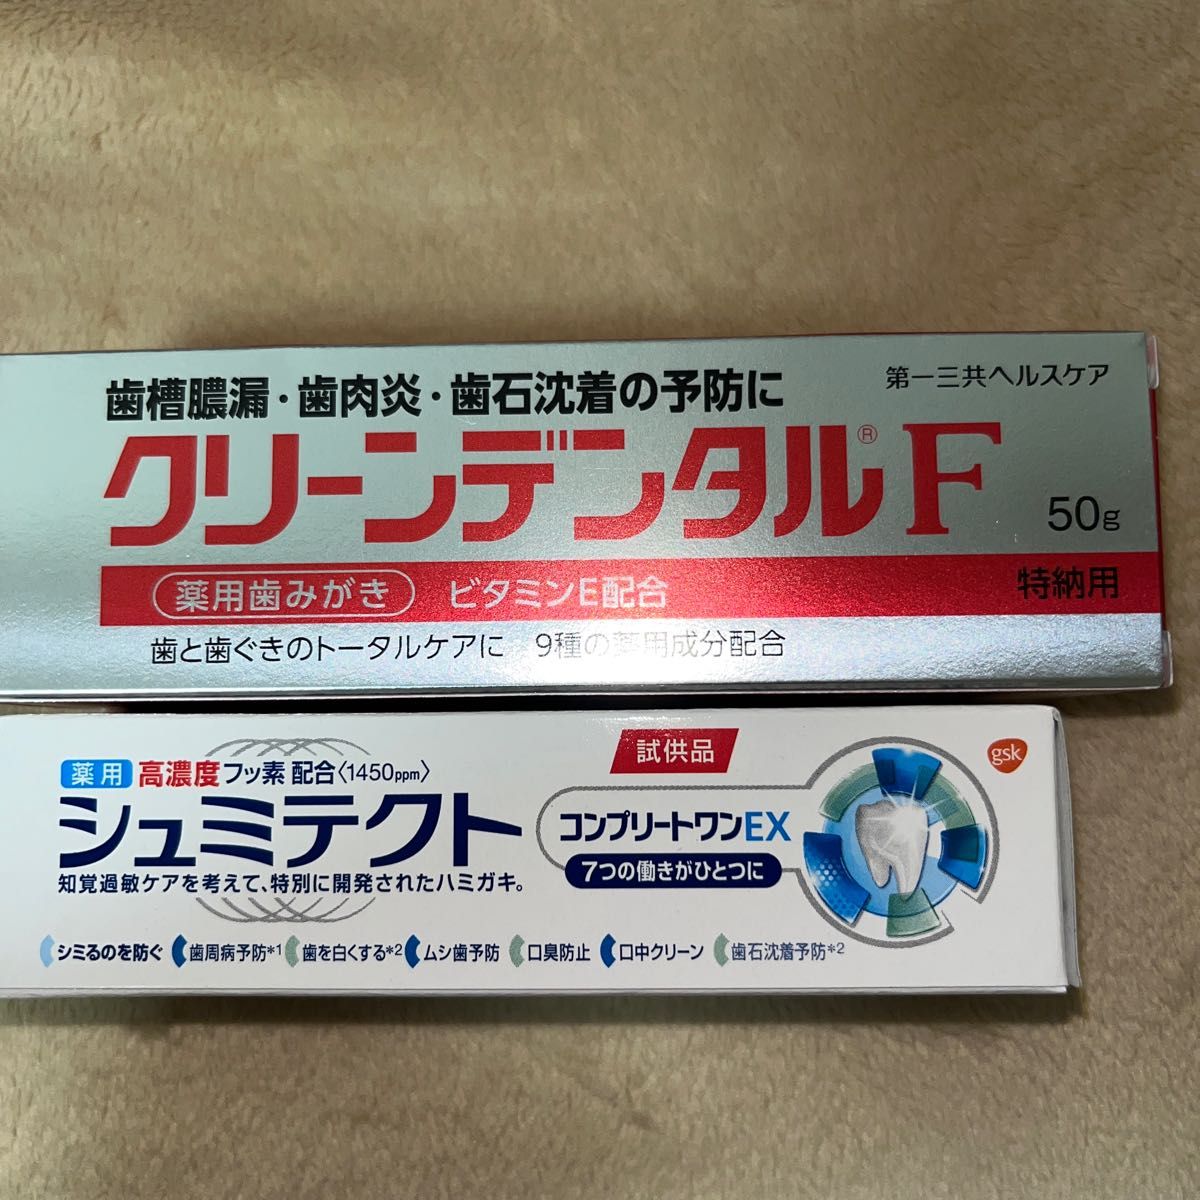 歯槽膿漏・歯肉炎・歯石沈着の予防に
第一三共ヘルスケア
クリーンデンタル®F
50g
薬用歯みがき ビタミンE配合
特納用
歯と歯ぐきのトータルケアに 9種の薬用成分配合
試供品
gsk
薬用 高濃度フッ素配合〈1450ppm〉
シュミテクト
コンプリートワンEX
7つの働きがひとつに
知覚過敏ケアを考えて、特別に開発されたハミガキ。
シミるのを防ぐ 歯周病予防*1 歯を白くする*2 ムシ歯予防 口臭防止 口中クリーン 歯石沈着予防*2